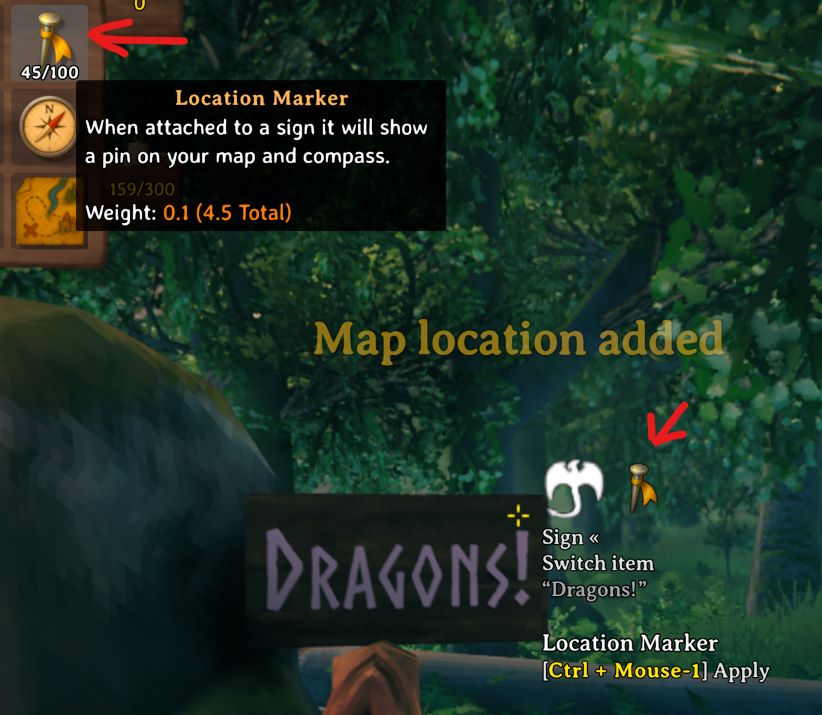 0
45/100
Location Marker
When attached to a sign it will show
a pin on your map and compass.
159/300
Weight: 0.1 (4.5 Total)
N
Map location added
DRAGONS!
Sign «
Switch item
“Dragons!”
Location Marker
[Ctrl + Mouse-1] Apply